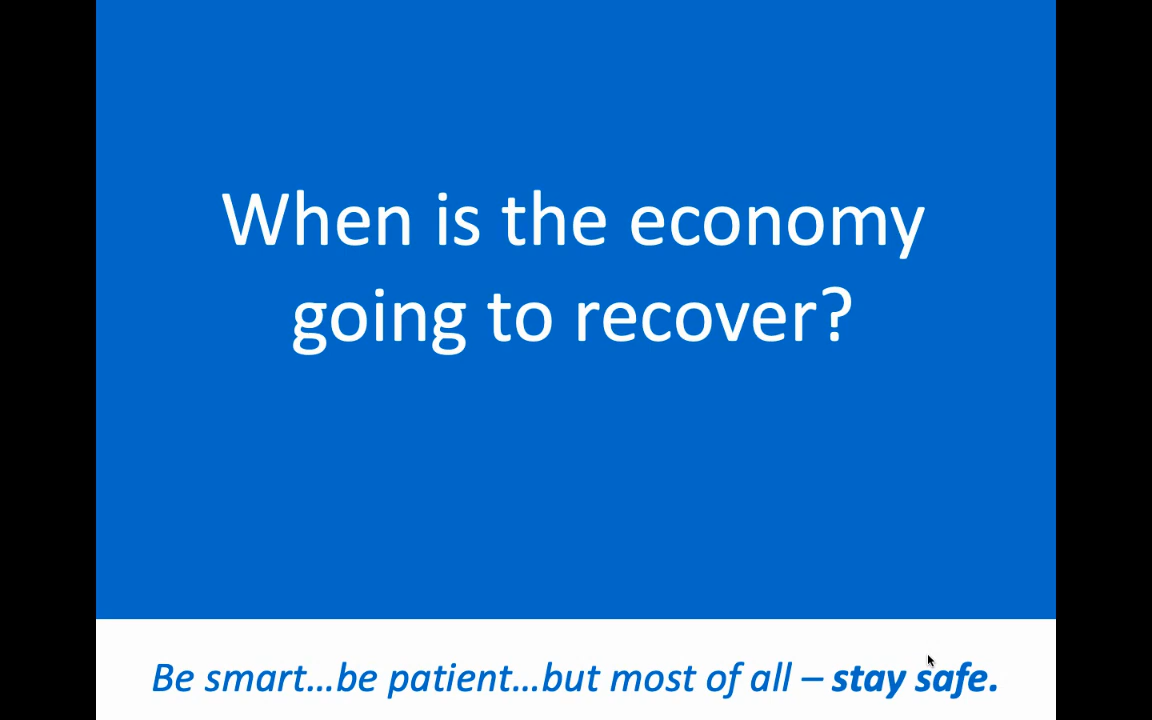 When is the economy
going to recover?
Be smart...be patient...but most of all – stay safe.